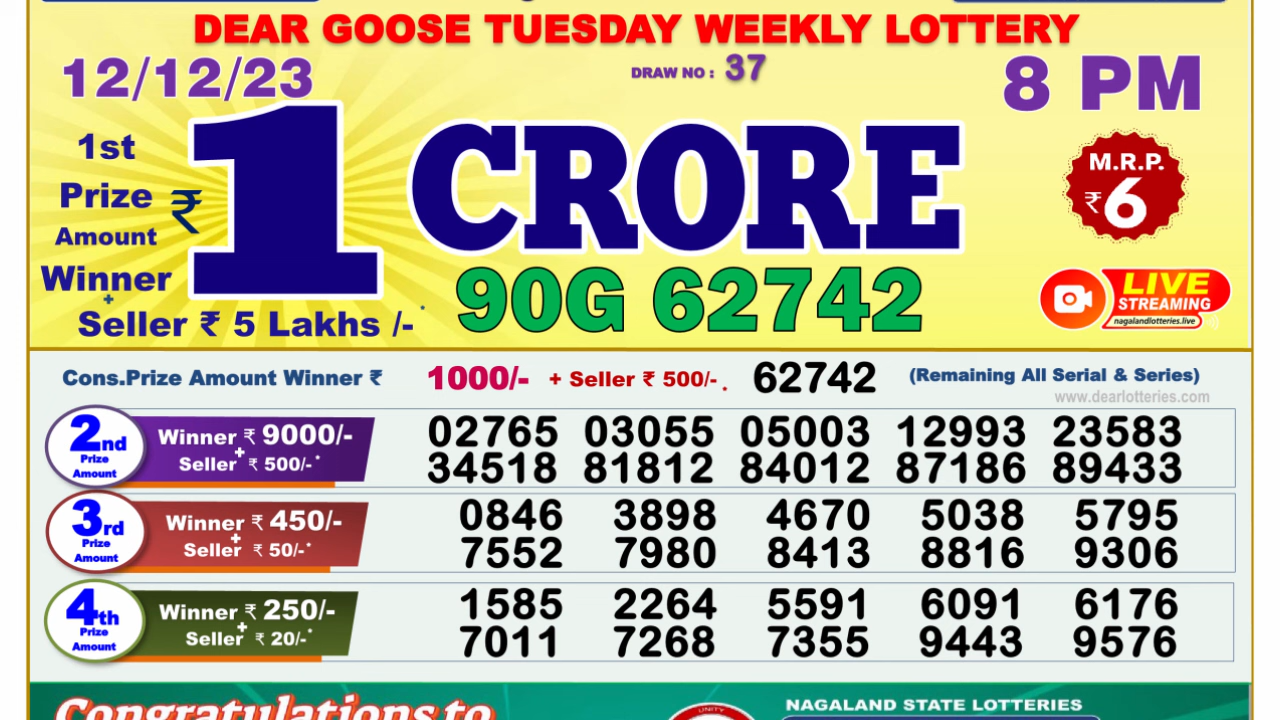 DEAR GOOSE TUESDAY WEEKLY LOTTERY
12/12/23
DRAW NO : 37
8 PM
1st
Prize
Amount
₹ 1 CRORE
M.R.P.
₹ 6
Winner
+
Seller ₹ 5 Lakhs /- *
90G 62742
LIVE
STREAMING
nagalandlotteries.live
Cons.Prize Amount Winner ₹ 1000/- + Seller ₹ 500/- . 62742 (Remaining All Serial & Series)
www.dearlotteries.com
2nd
Prize
Amount
Winner ₹ 9000/-
+
Seller ₹ 500/- *
02765 03055 05003 12993 23583
34518 81812 84012 87186 89433
3rd
Prize
Amount
Winner ₹ 450/-
+
Seller ₹ 50/- *
0846 3898 4670 5038 5795
7552 7980 8413 8816 9306
4th
Prize
Amount
Winner ₹ 250/-
+
Seller ₹ 20/- *
1585 2264 5591 6091 6176
7011 7268 7355 9443 9576
Congratulations to
UNITY
NAGALAND STATE LOTTERIES